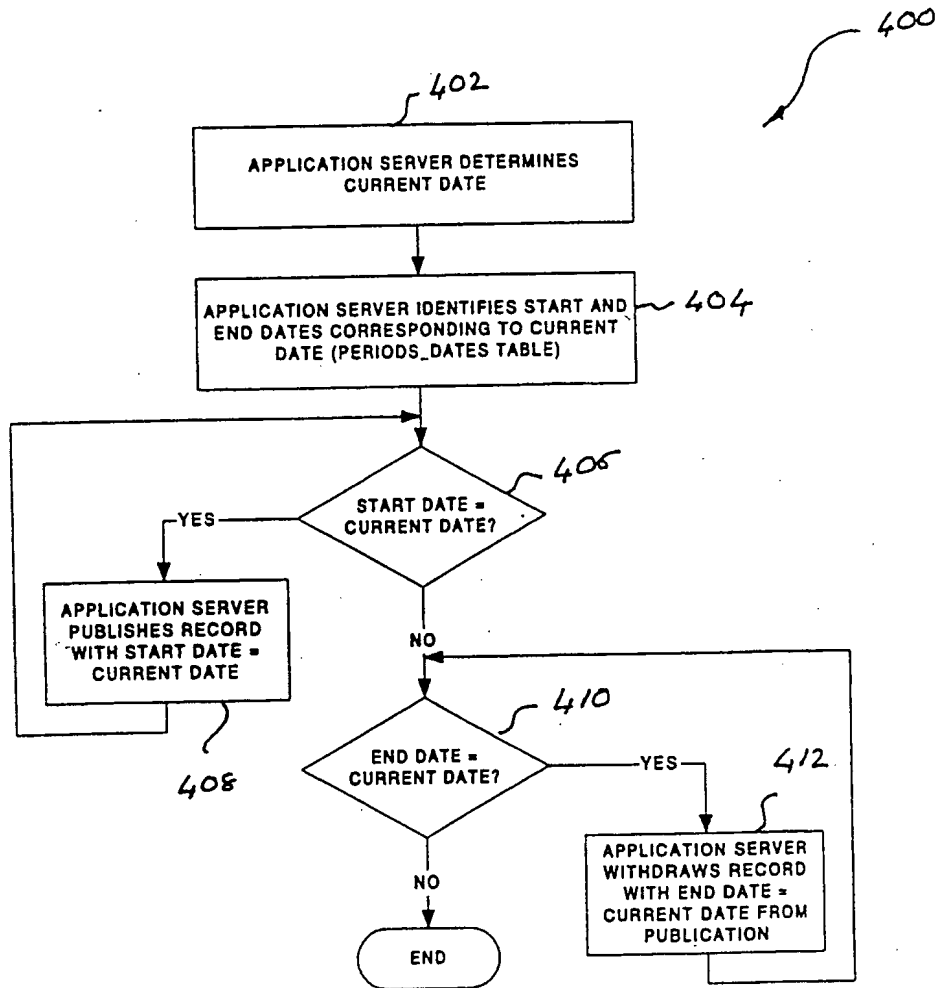 400
402
APPLICATION SERVER DETERMINES
CURRENT DATE
APPLICATION SERVER IDENTIFIES START AND
END DATES CORRESPONDING TO CURRENT
DATE (PERIODS_DATES TABLE)
404
406
START DATE =
CURRENT DATE?
YES
APPLICATION SERVER
PUBLISHES RECORD
WITH START DATE =
CURRENT DATE
408
NO
410
END DATE =
CURRENT DATE?
YES
412
APPLICATION SERVER
WITHDRAWS RECORD
WITH END DATE =
CURRENT DATE FROM
PUBLICATION
NO
END